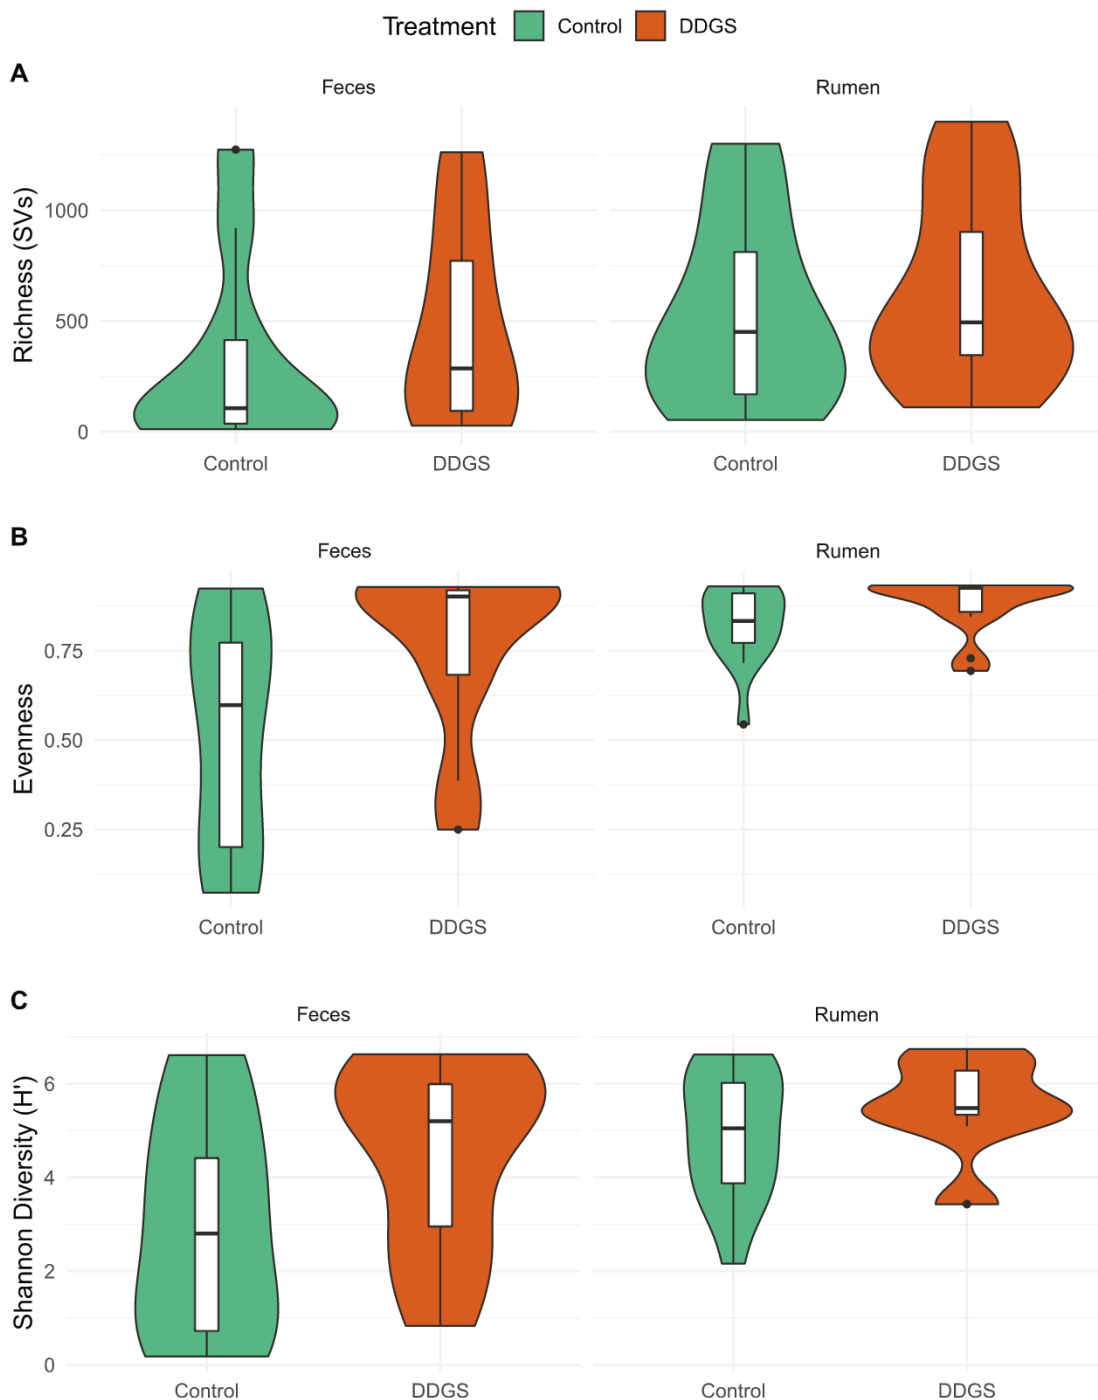 Treatment Control DDGS
A
Feces Rumen
Richness (SVs)
1000
500
0
Control DDGS Control DDGS
B
Feces Rumen
Evenness
0.75
0.50
0.25
Control DDGS Control DDGS
C
Feces Rumen
Shannon Diversity (H')
6
4
2
0
Control DDGS Control DDGS